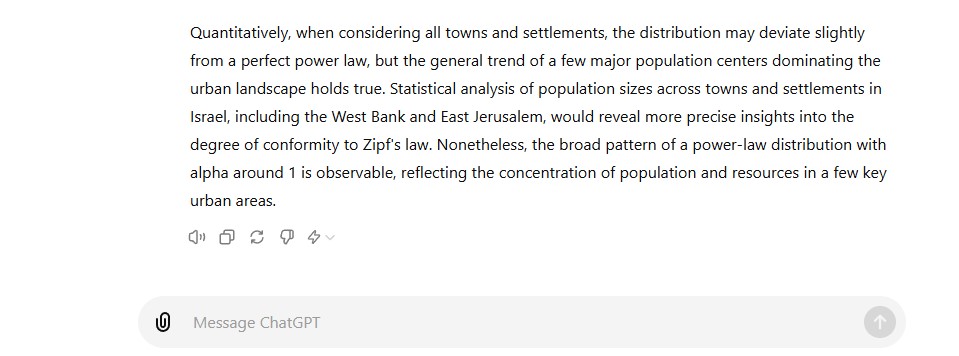 Quantitatively, when considering all towns and settlements, the distribution may deviate slightly
from a perfect power law, but the general trend of a few major population centers dominating the
urban landscape holds true. Statistical analysis of population sizes across towns and settlements in
Israel, including the West Bank and East Jerusalem, would reveal more precise insights into the
degree of conformity to Zipf's law. Nonetheless, the broad pattern of a power-law distribution with
alpha around 1 is observable, reflecting the concentration of population and resources in a few key
urban areas.
Message ChatGPT